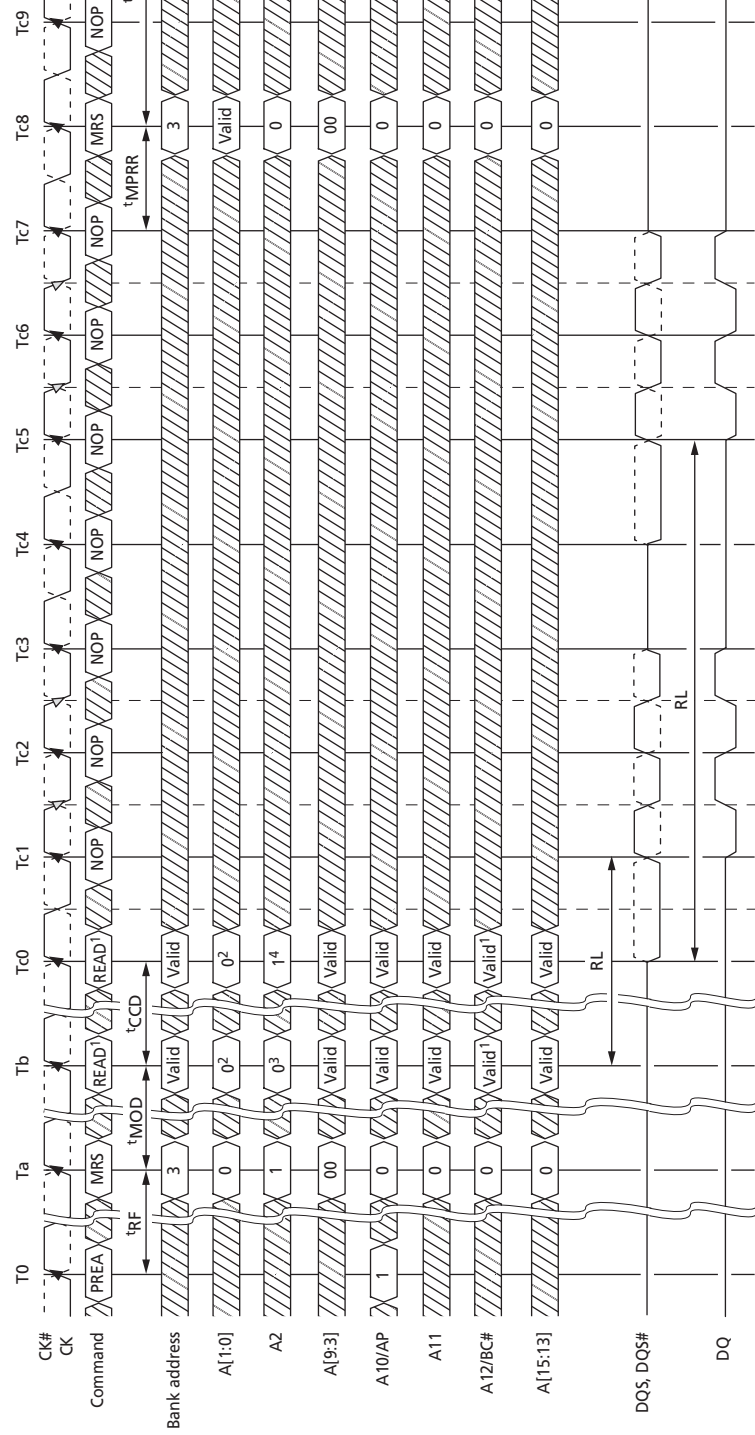 T0 Ta Tb Tc0 Tc1 Tc2 Tc3 Tc4 Tc5 Tc6 Tc7 Tc8 Tc9
CK#
CK
Command PREA MRS READ¹ READ¹ NOP NOP NOP NOP NOP NOP NOP MRS NOP
ᵗRF ᵗMOD ᵗCCD ᵗMPRR
Bank address 3 Valid Valid 3
A[1:0] 0 0² 0² Valid
A2 1 0³ 1⁴ 0
A[9:3] 00 Valid Valid 00
A10/AP 1 0 Valid Valid 0
A11 0 Valid Valid 0
A12/BC# 0 Valid¹ Valid¹ 0
A[15:13] 0 Valid Valid 0
RL
DQS, DQS#
RL
DQ